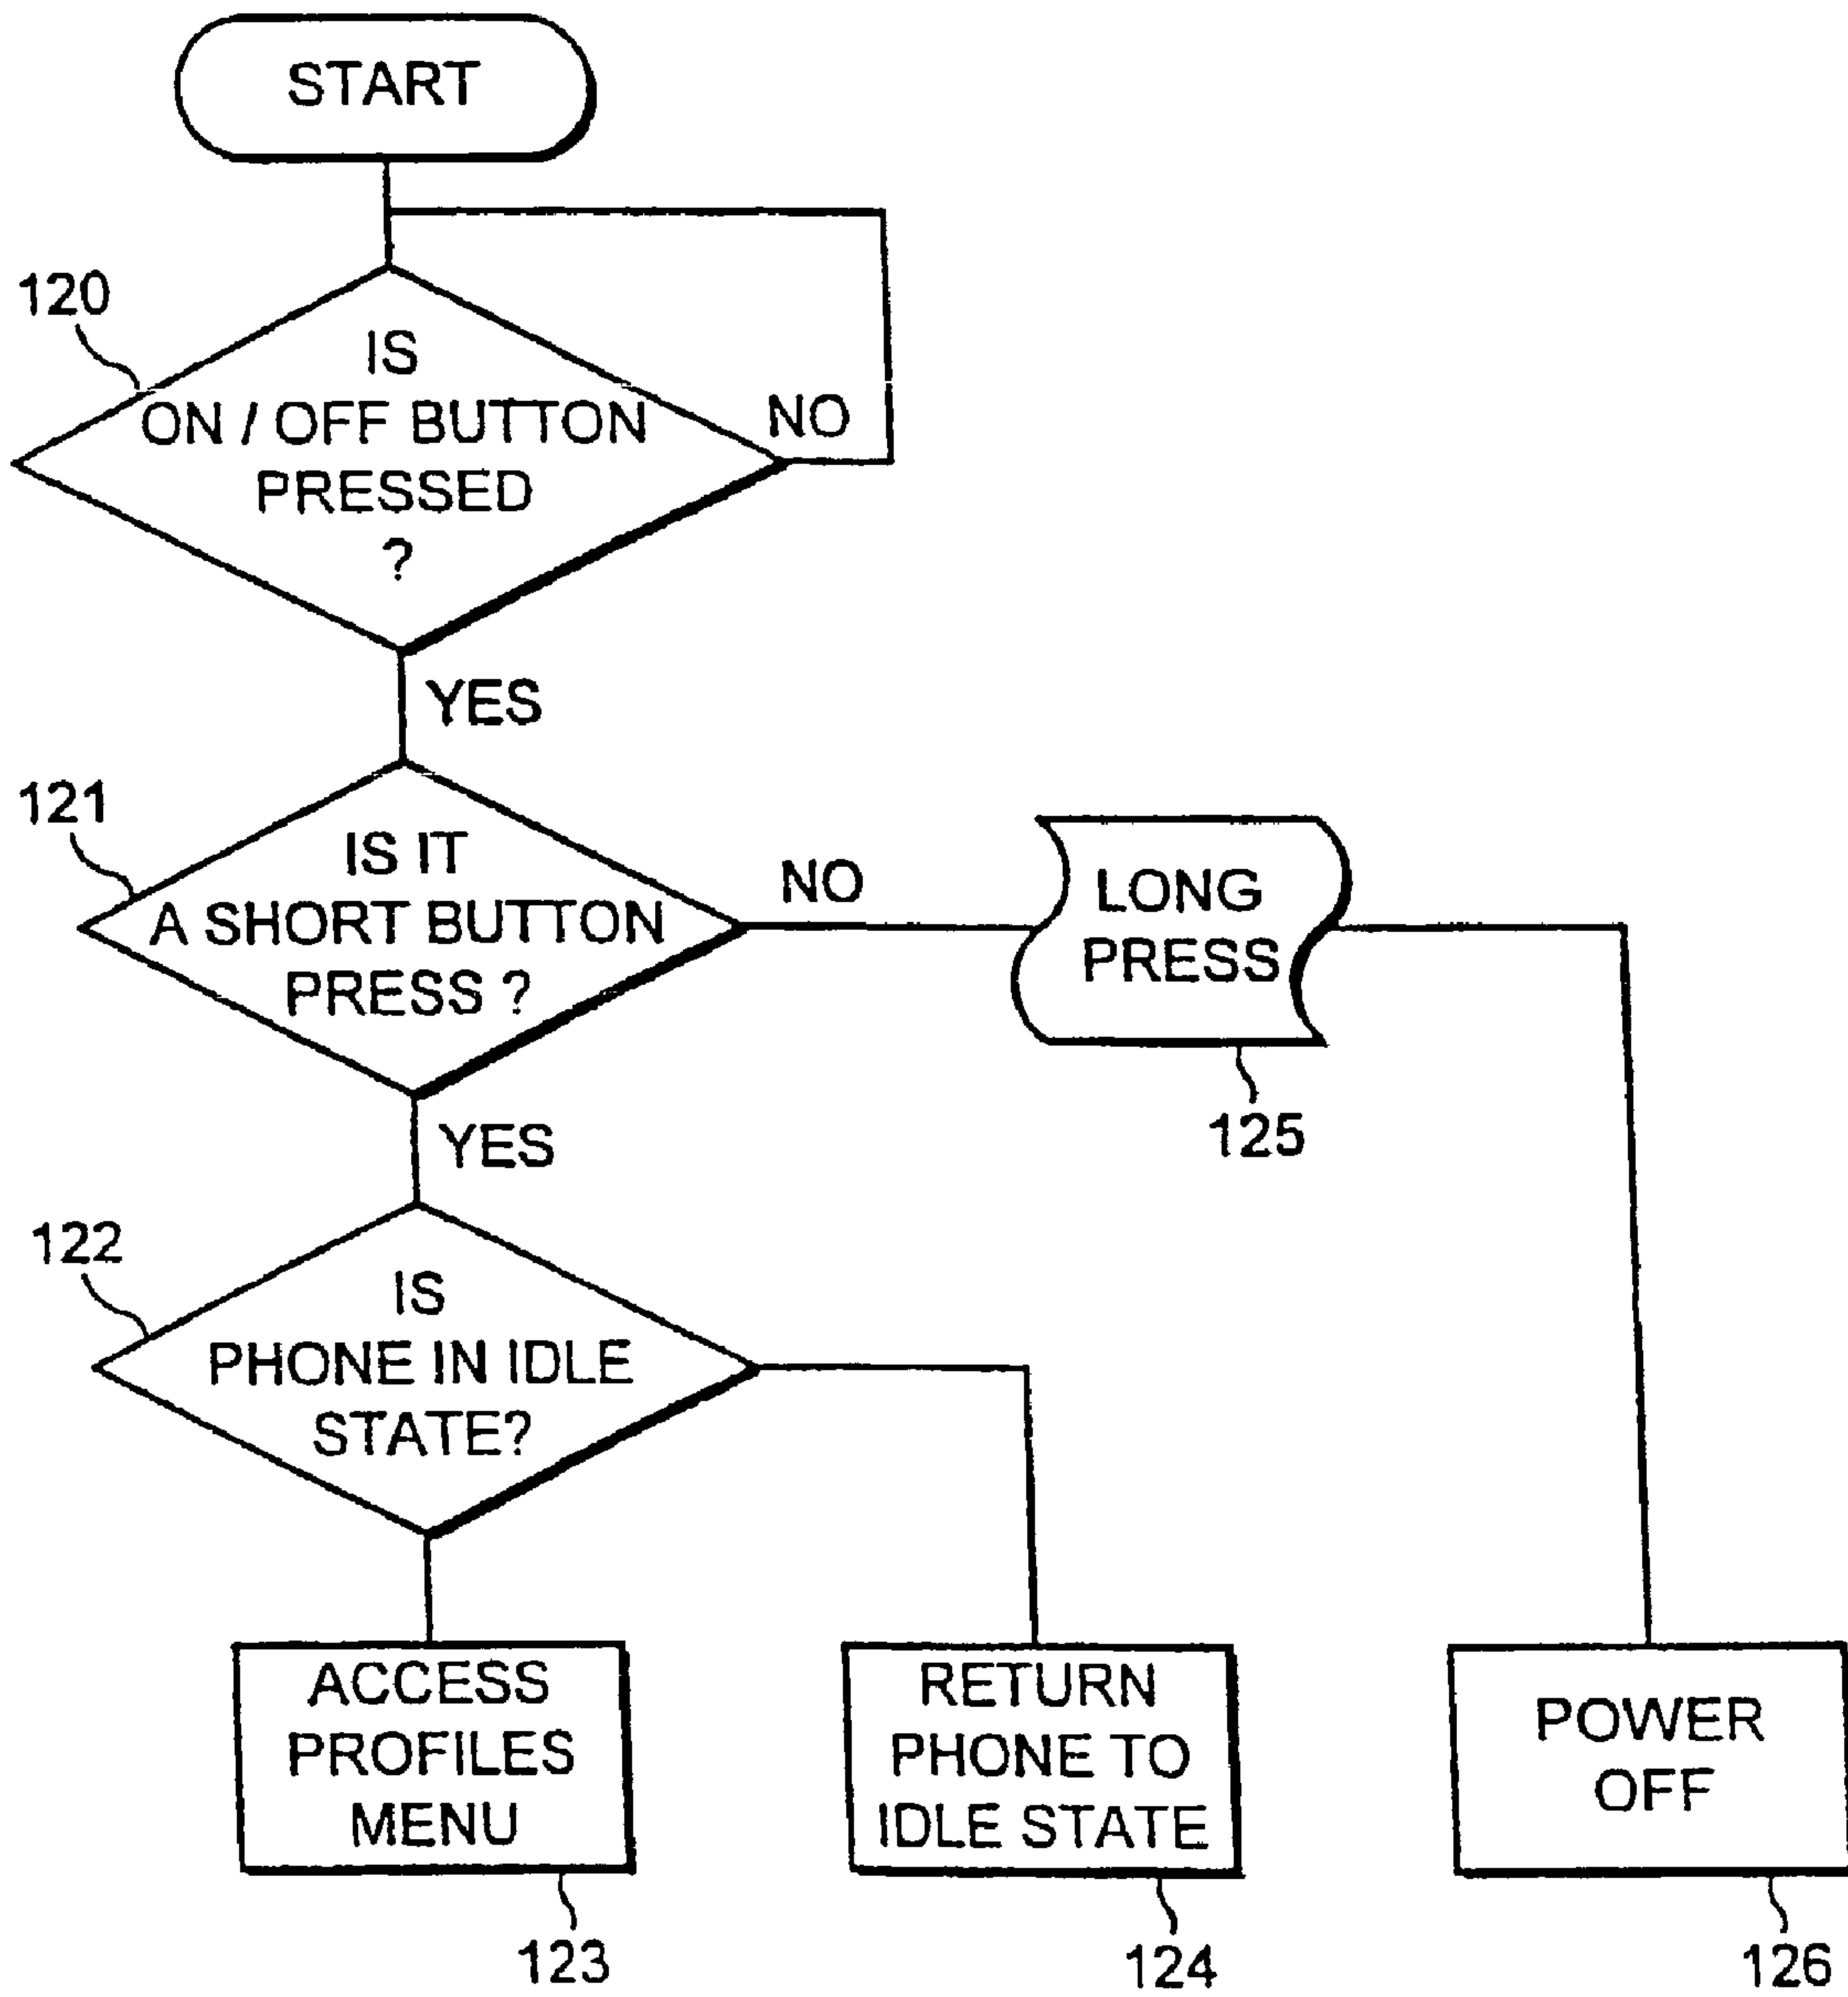 START
120
IS
ON / OFF BUTTON
PRESSED
?
NO
YES
121
IS IT
A SHORT BUTTON
PRESS ?
NO
LONG
PRESS
125
YES
122
IS
PHONE IN IDLE
STATE?
ACCESS
PROFILES
MENU
123
RETURN
PHONE TO
IDLE STATE
124
POWER
OFF
126